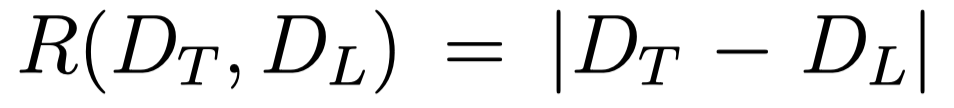 R(D_T, D_L) = |D_T − D_L|